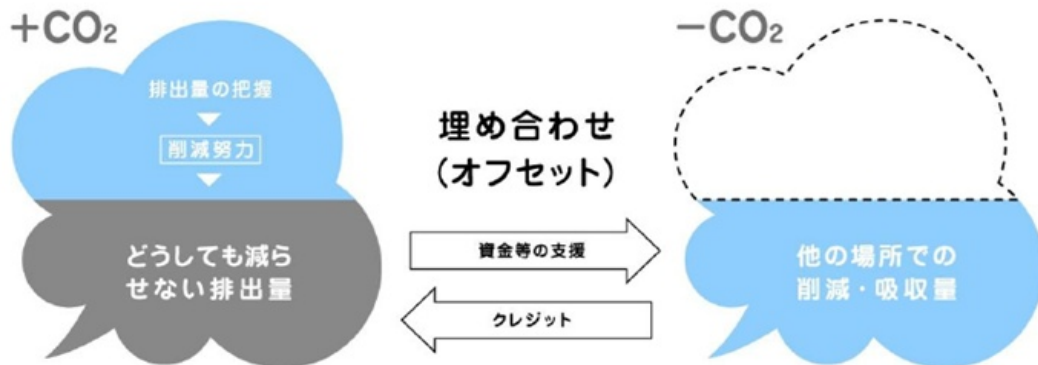 +CO₂
排出量の把握
削減努力
どうしても減ら
せない排出量
埋め合わせ
(オフセット)
資金等の支援
クレジット
−CO₂
他の場所での
削減・吸収量